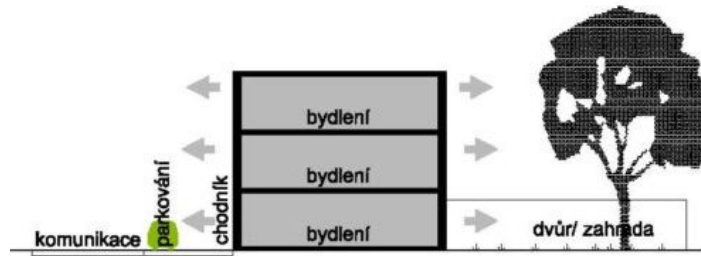 bydlení
bydlení
bydlení
komunikace
parkování
chodník
dvůr/ zahrada